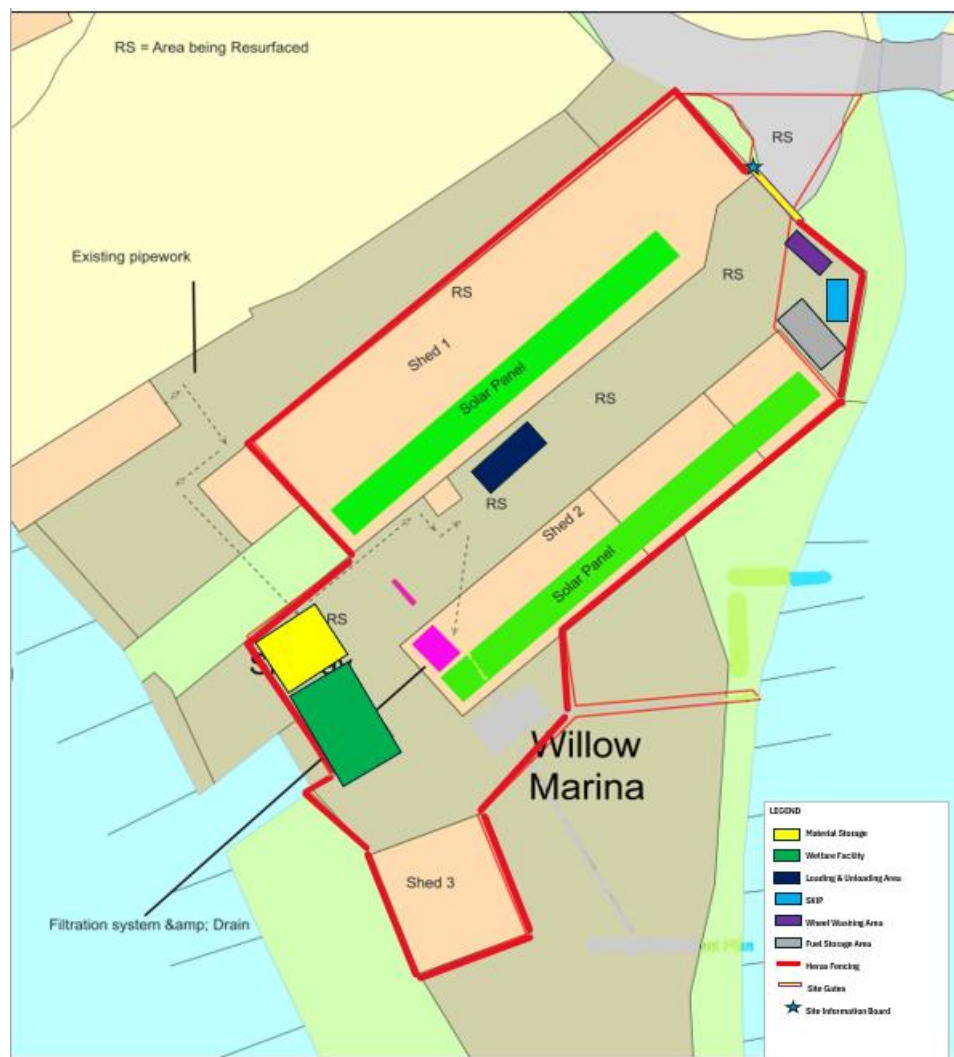 RS = Area being Resurfaced
RS
Existing pipework
RS
RS
Shed 1
Solar Panel
RS
RS
Shed 2
Solar Panel
RS
Willow
Marina
Shed 3
Filtration system &amp; Drain
LEGEND
Material Storage
Welfare Facility
Loading & Unloading Area
SKIP
Wheel Washing Area
Fuel Storage Area
Heras Fencing
Site Gates
Site Information Board